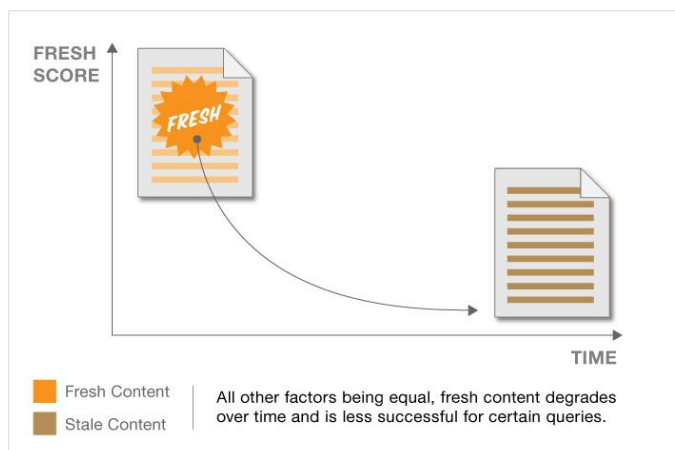 FRESH
SCORE
FRESH
TIME
Fresh Content
Stale Content
All other factors being equal, fresh content degrades
over time and is less successful for certain queries.